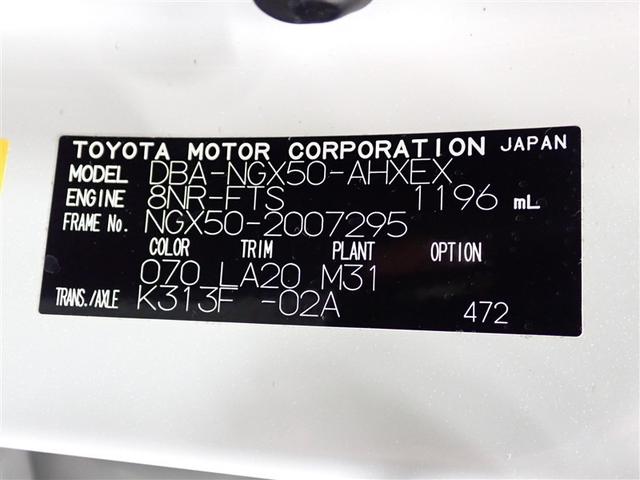 TOYOTA MOTOR CORPORATION JAPAN
MODEL DBA-NGX50-AHXEX
ENGINE 8NR-FTS 1196 mL
FRAME No. NGX50-2007295
COLOR TRIM PLANT OPTION
070 LA20 M31
TRANS./AXLE K313F -02A 472